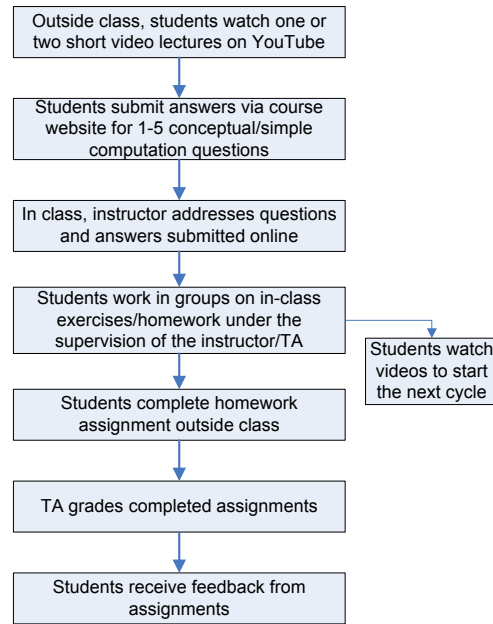 Outside class, students watch one or
two short video lectures on YouTube
Students submit answers via course
website for 1-5 conceptual/simple
computation questions
In class, instructor addresses questions
and answers submitted online
Students work in groups on in-class
exercises/homework under the
supervision of the instructor/TA
Students watch
videos to start
the next cycle
Students complete homework
assignment outside class
TA grades completed assignments
Students receive feedback from
assignments